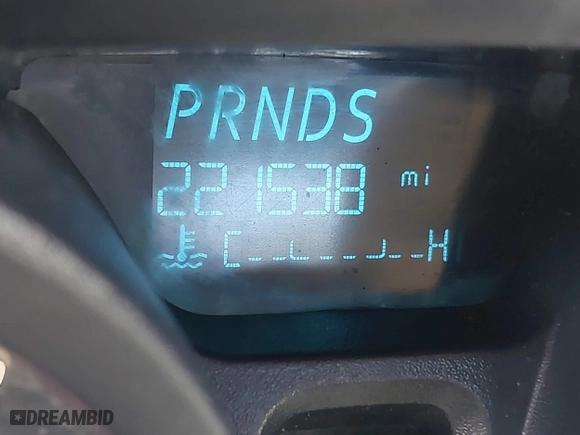 PRNDS
221538 mi
C H
DREAMBID